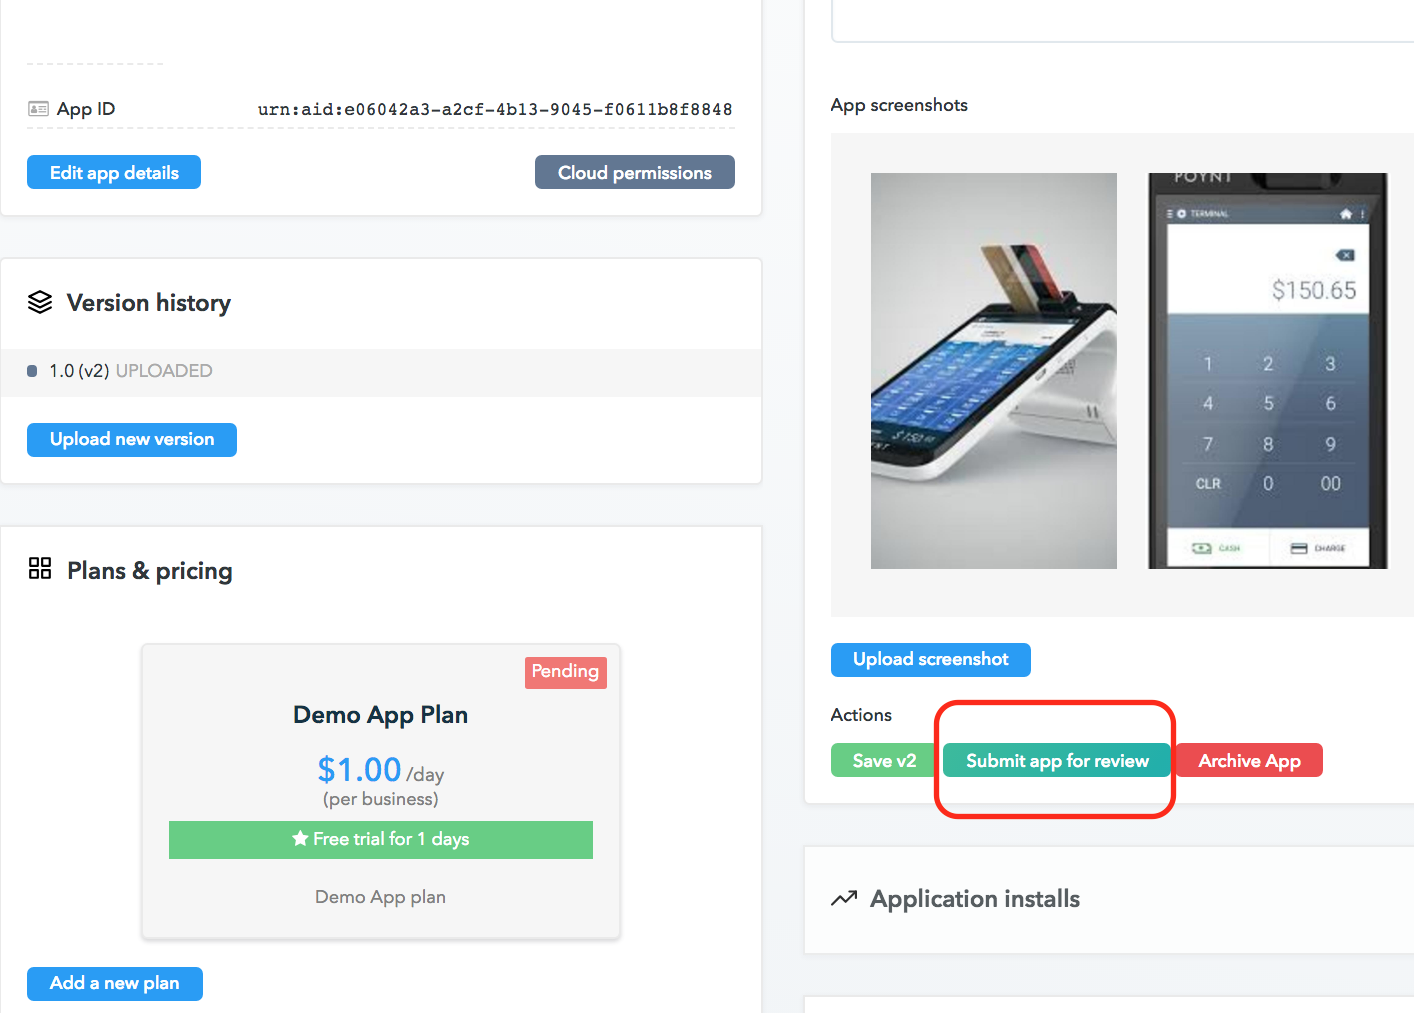 App ID
urn:aid:e06042a3-a2cf-4b13-9045-f0611b8f8848
Edit app details
Cloud permissions
Version history
1.0 (v2) UPLOADED
Upload new version
Plans & pricing
Pending
Demo App Plan
$1.00 /day
(per business)
Free trial for 1 days
Demo App plan
Add a new plan
App screenshots
$150.65
POYNT
TERMINAL
$150.65
1 2 3
4 5 6
7 8 9
CLR 0 00
CASH
CHARGE
Upload screenshot
Actions
Save v2
Submit app for review
Archive App
Application installs